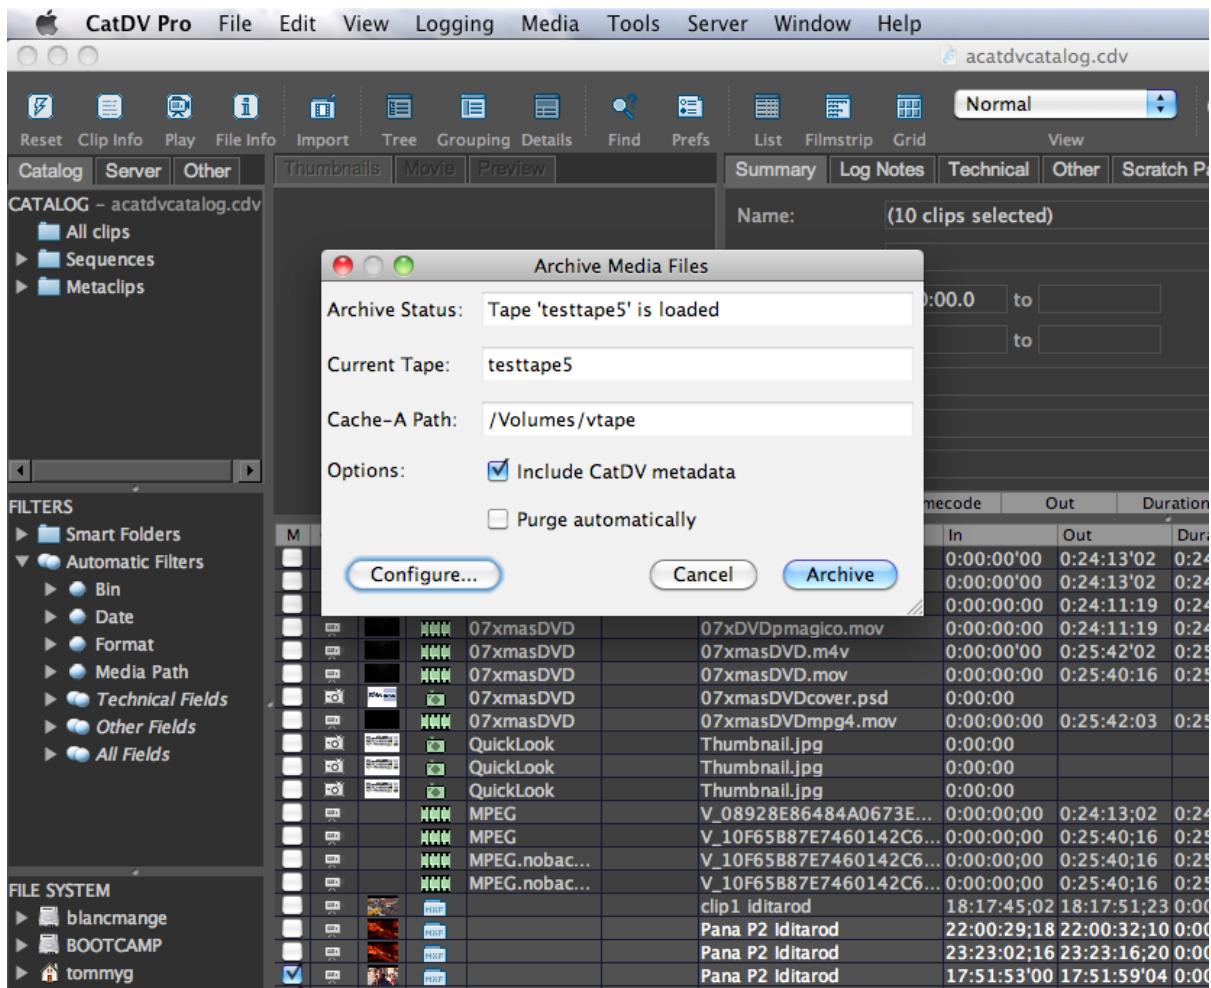 CatDV Pro File Edit View Logging Media Tools Server Window Help
acatdvcatalog.cdv
Reset Clip Info Play File Info Import Tree Grouping Details Find Prefs List Filmstrip Grid Normal View
Catalog Server Other
CATALOG – acatdvcatalog.cdv
All clips
Sequences
Metaclips
Thumbnails Movie Preview
Summary Log Notes Technical Other Scratch Pa
Name: (10 clips selected)
0:00.0 to
to
Archive Media Files
Archive Status: Tape 'testtape5' is loaded
Current Tape: testtape5
Cache-A Path: /Volumes/vtape
Options: Include CatDV metadata
Purge automatically
Configure... Cancel Archive
FILTERS
Smart Folders
Automatic Filters
Bin
Date
Format
Media Path
Technical Fields
Other Fields
All Fields
FILE SYSTEM
blancmange
BOOTCAMP
tommyg
mecode Out Duration
M In Out Dura
0:00:00'00 0:24:13'02 0:24
0:00:00'00 0:24:13'02 0:24
0:00:00:00 0:24:11:19 0:24
07xmasDVD 07xDVDpmagico.mov 0:00:00:00 0:24:11:19 0:24
07xmasDVD 07xmasDVD.m4v 0:00:00'00 0:25:42'02 0:25
07xmasDVD 07xmasDVD.mov 0:00:00:00 0:25:40:16 0:25
07xmasDVD 07xmasDVDcover.psd 0:00:00
07xmasDVD 07xmasDVDmpg4.mov 0:00:00:00 0:25:42:03 0:25
QuickLook Thumbnail.jpg 0:00:00
QuickLook Thumbnail.jpg 0:00:00
QuickLook Thumbnail.jpg 0:00:00
MPEG V_08928E86484A0673E... 0:00:00;00 0:24:13;02 0:24
MPEG V_10F65B87E7460142C6... 0:00:00;00 0:25:40;16 0:25
MPEG.nobac... V_10F65B87E7460142C6... 0:00:00;00 0:25:40;16 0:25
MPEG.nobac... V_10F65B87E7460142C6... 0:00:00;00 0:25:40;16 0:25
MXF clip1 iditarod 18:17:45;02 18:17:51;23 0:00
MXF Pana P2 Iditarod 22:00:29;18 22:00:32;10 0:00
MXF Pana P2 Iditarod 23:23:02;16 23:23:16;20 0:00
MXF Pana P2 Iditarod 17:51:53'00 17:51:59'04 0:00